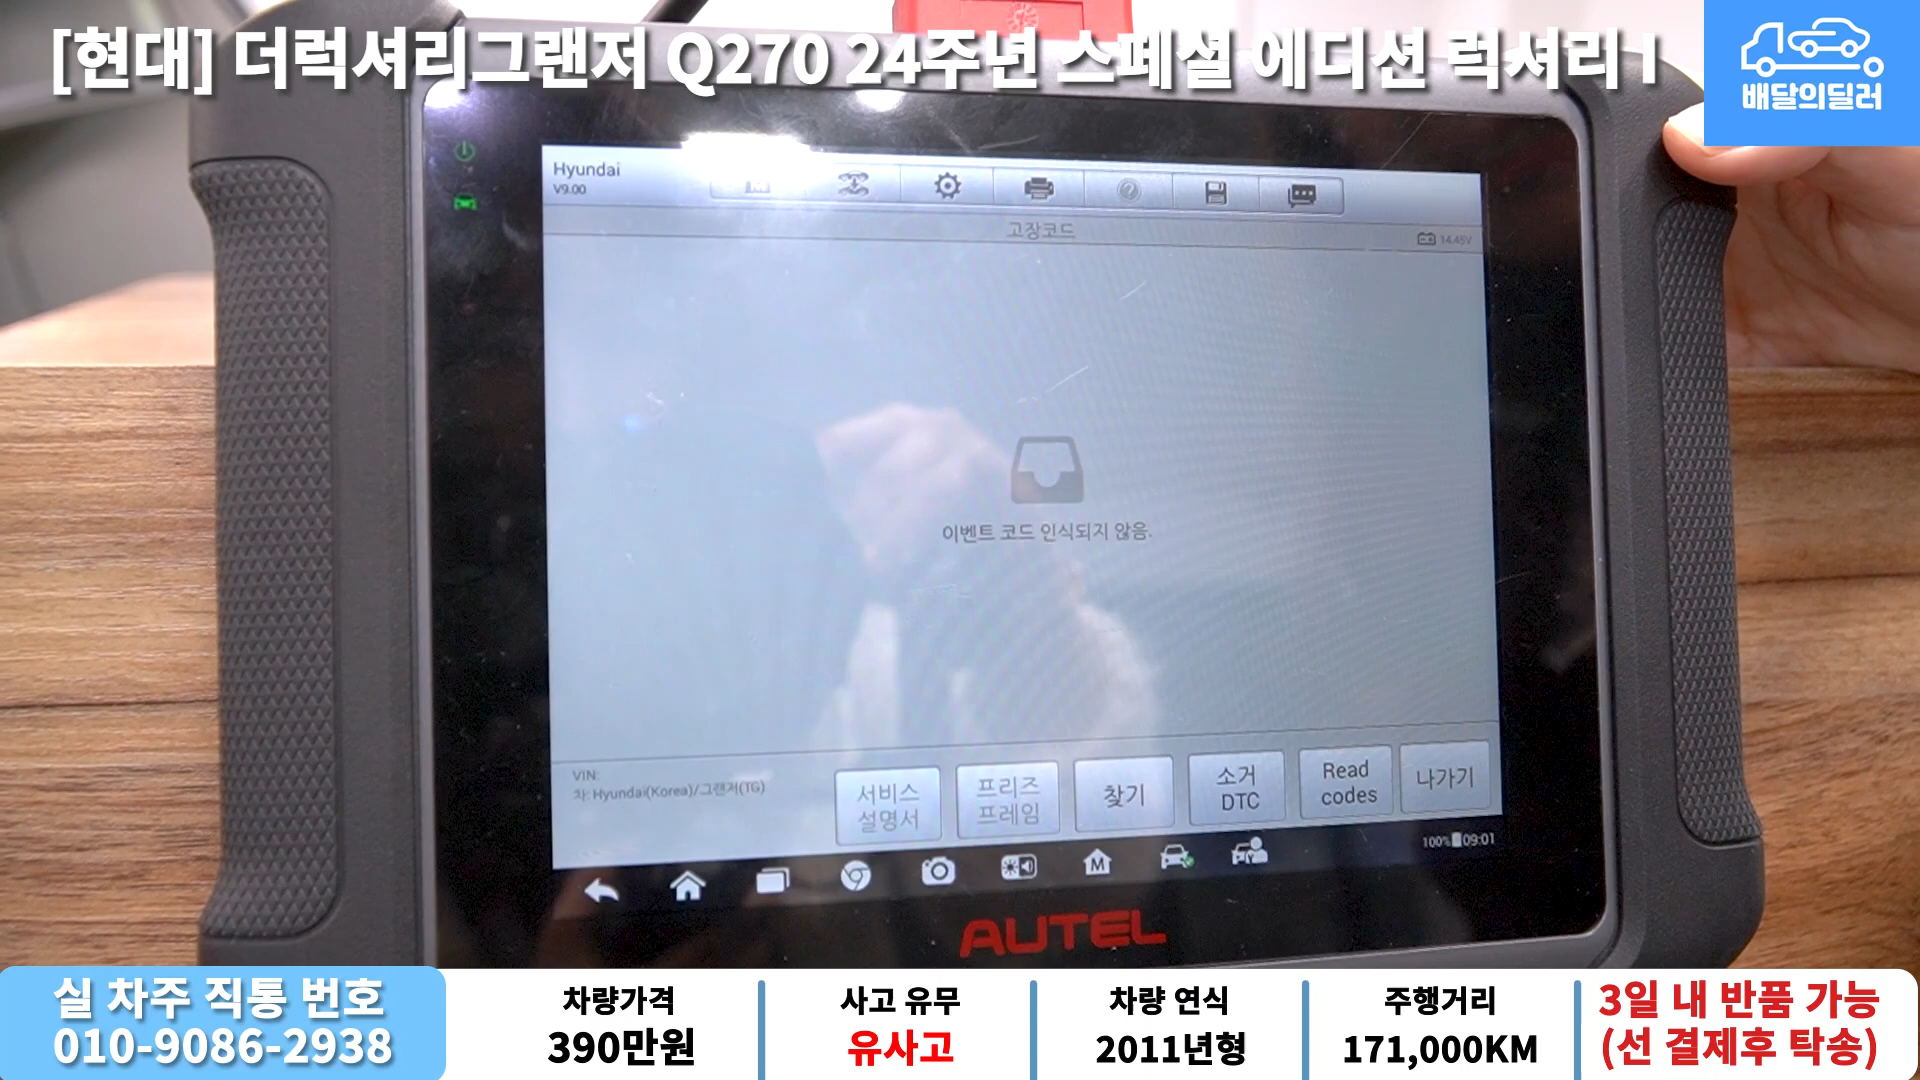 [현대] 더럭셔리그랜저 Q270 24주년 스페셜 에디션 럭셔리 I
배달의딜러
Hyundai
V9.00
고장코드
14.45V
이벤트 코드 인식되지 않음.
VIN:
차: Hyundai(Korea)/그랜저(TG)
서비스
설명서
프리즈
프레임
찾기
소거
DTC
Read
codes
나가기
M
100% 09:01
AUTEL
실 차주 직통 번호
010-9086-2938
차량가격
390만원
사고 유무
유사고
차량 연식
2011년형
주행거리
171,000KM
3일 내 반품 가능
(선 결제후 탁송)